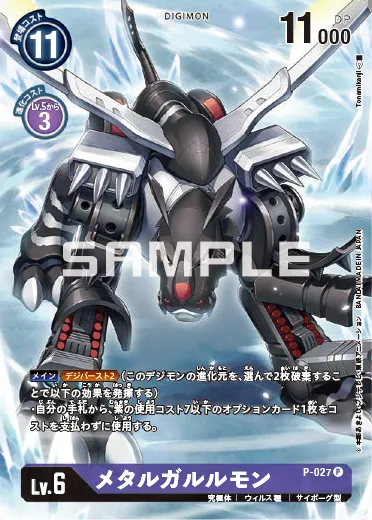 DIGIMON
登場コスト
11
11000
DP
進化コスト
Lv.5から
3
Tonamikanji
SAMPLE
BANDAI MADE IN JAPAN
メイン デジバースト2 (このデジモンの進化元を、選んで2枚破棄するこ
とで以下の効果を発揮する)
・自分の手札から、紫の使用コスト7以下のオプションカード1枚をコ
ストを支払わずに使用する。
P-027 P
Lv.6
メタルガルルモン
究極体 | ウィルス種 | サイボーグ型